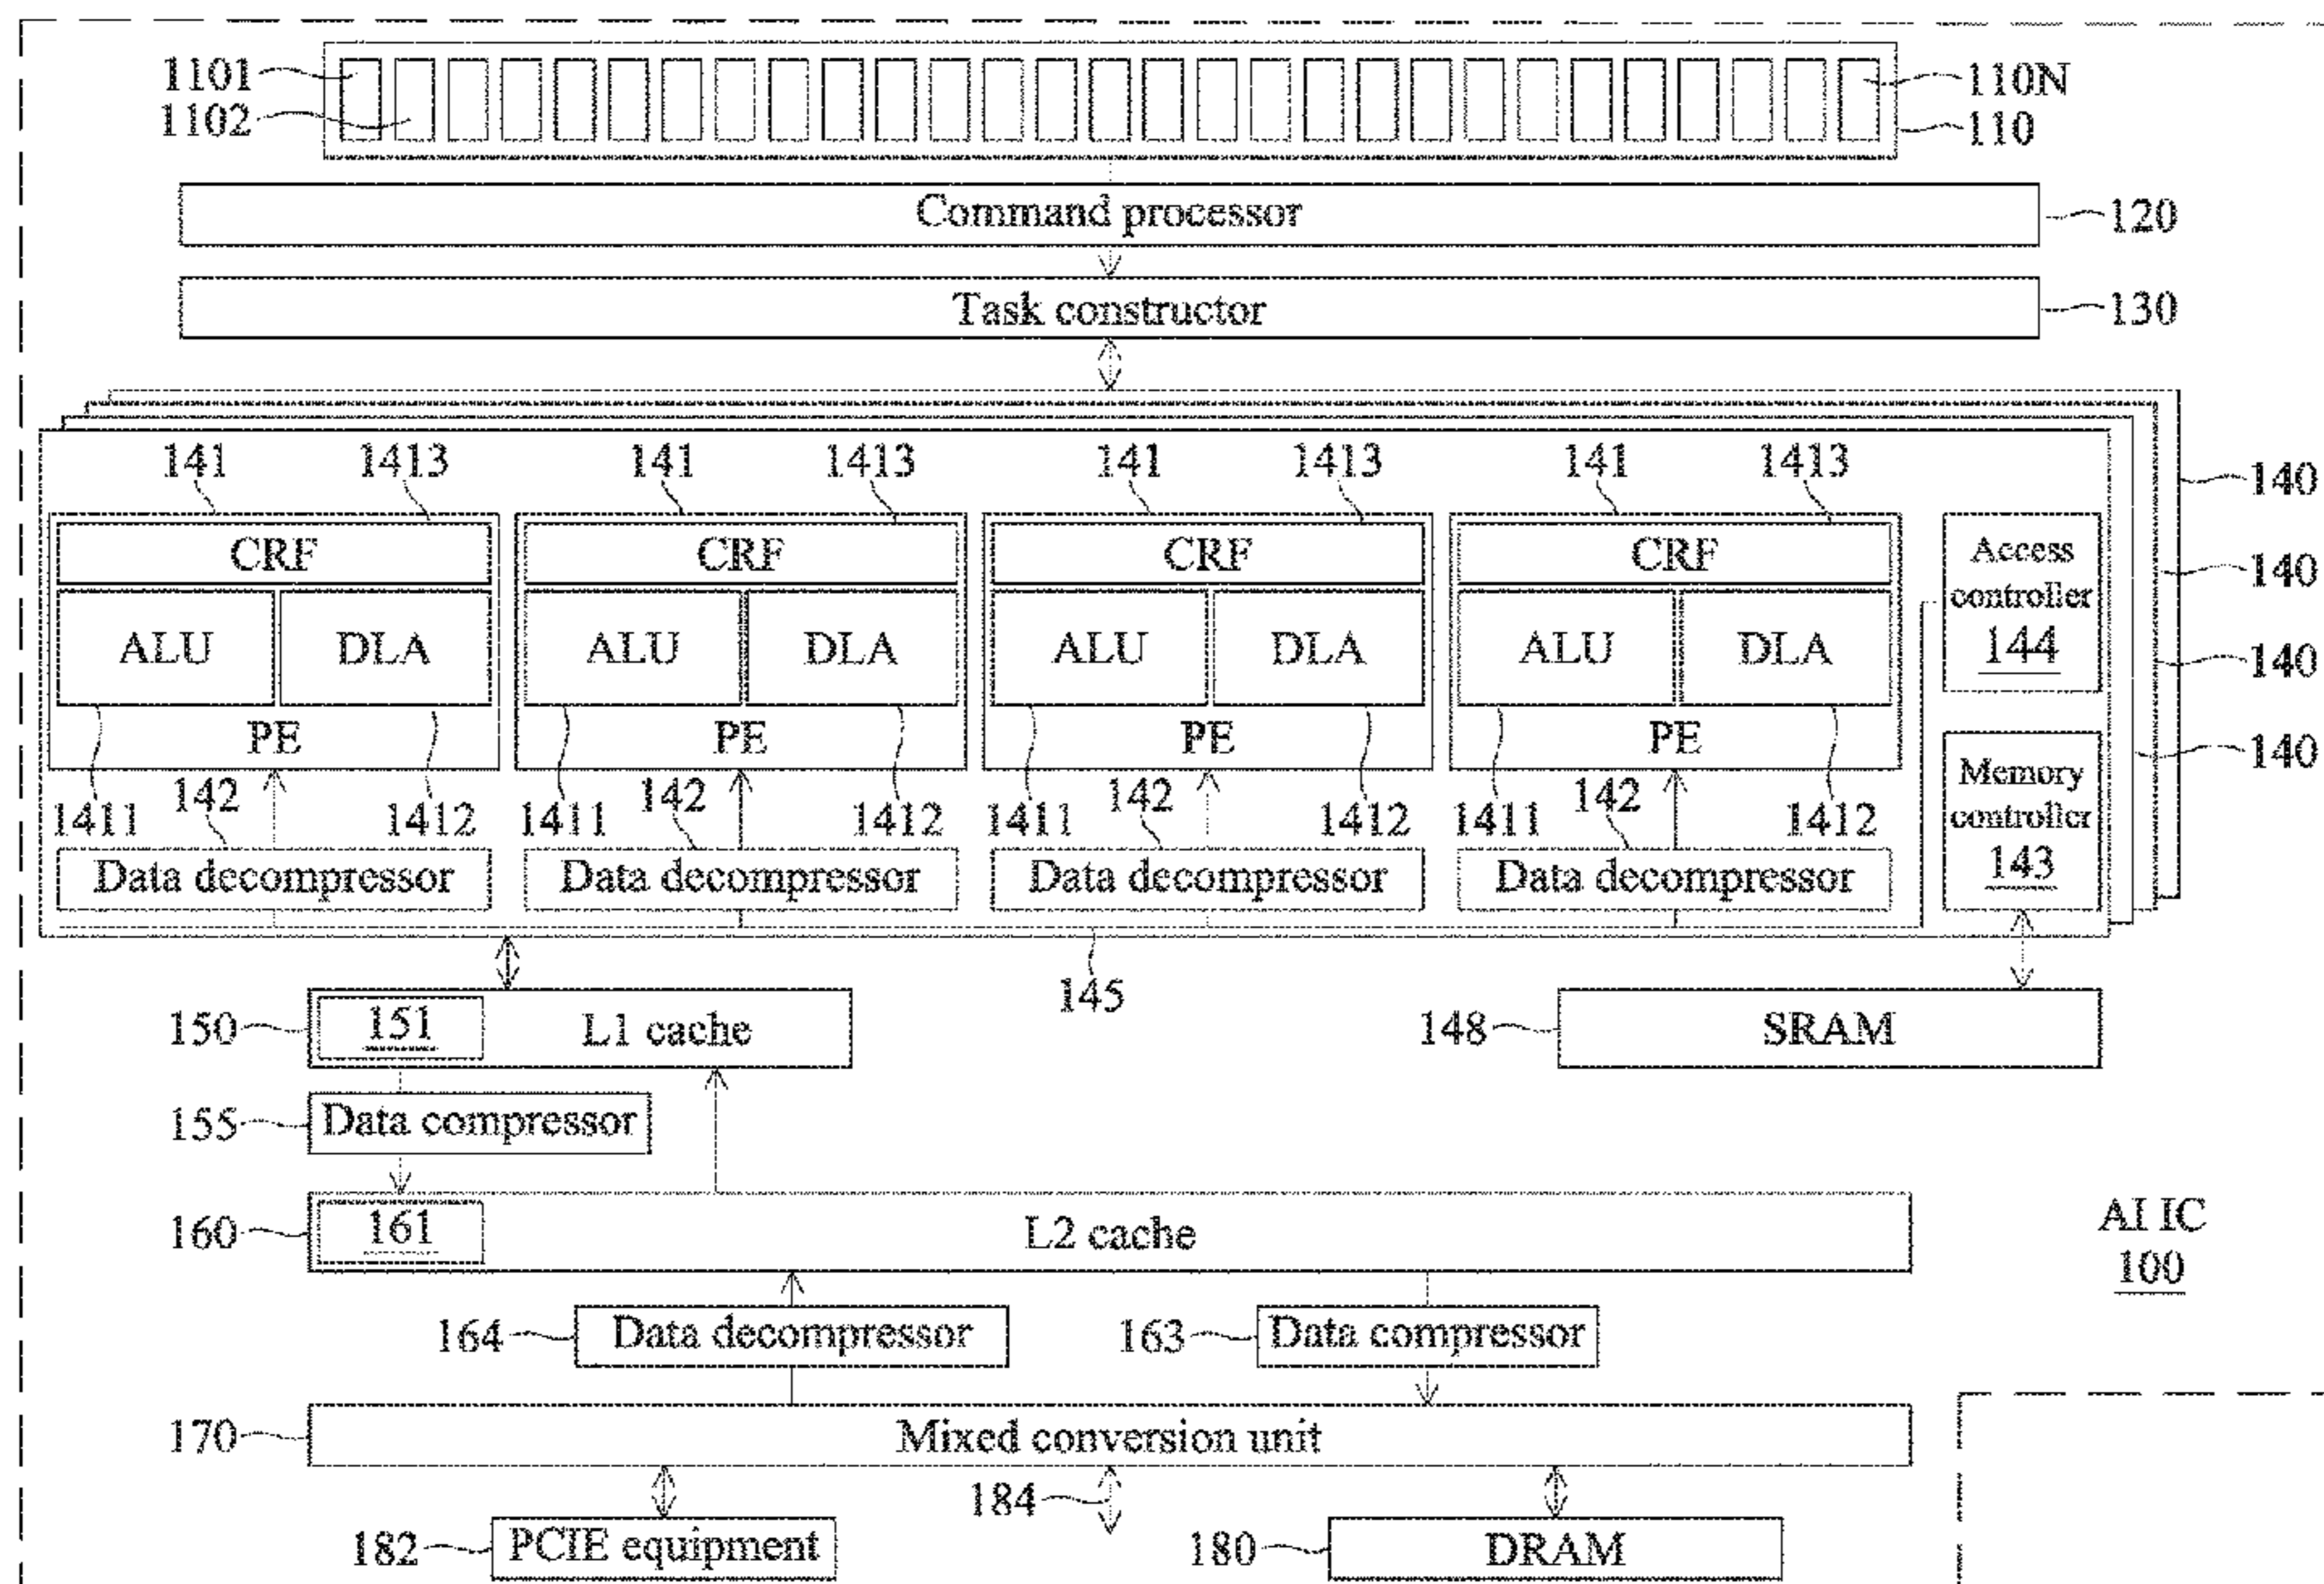 1101
1102
110N
110
Command processor
120
Task constructor
130
141 1413 141 1413 141 1413 141 1413
140
140
140
140
CRF CRF CRF CRF
ALU DLA ALU DLA ALU DLA ALU DLA
PE PE PE PE
Access
controller
144
Memory
controller
143
1411 142 1412 1411 142 1412 1411 142 1412 1411 142 1412
Data decompressor Data decompressor Data decompressor Data decompressor
145
150 151 L1 cache
148 SRAM
155 Data compressor
160 161 L2 cache
AI IC
100
164 Data decompressor
163 Data compressor
170 Mixed conversion unit
184
182 PCIE equipment
180 DRAM